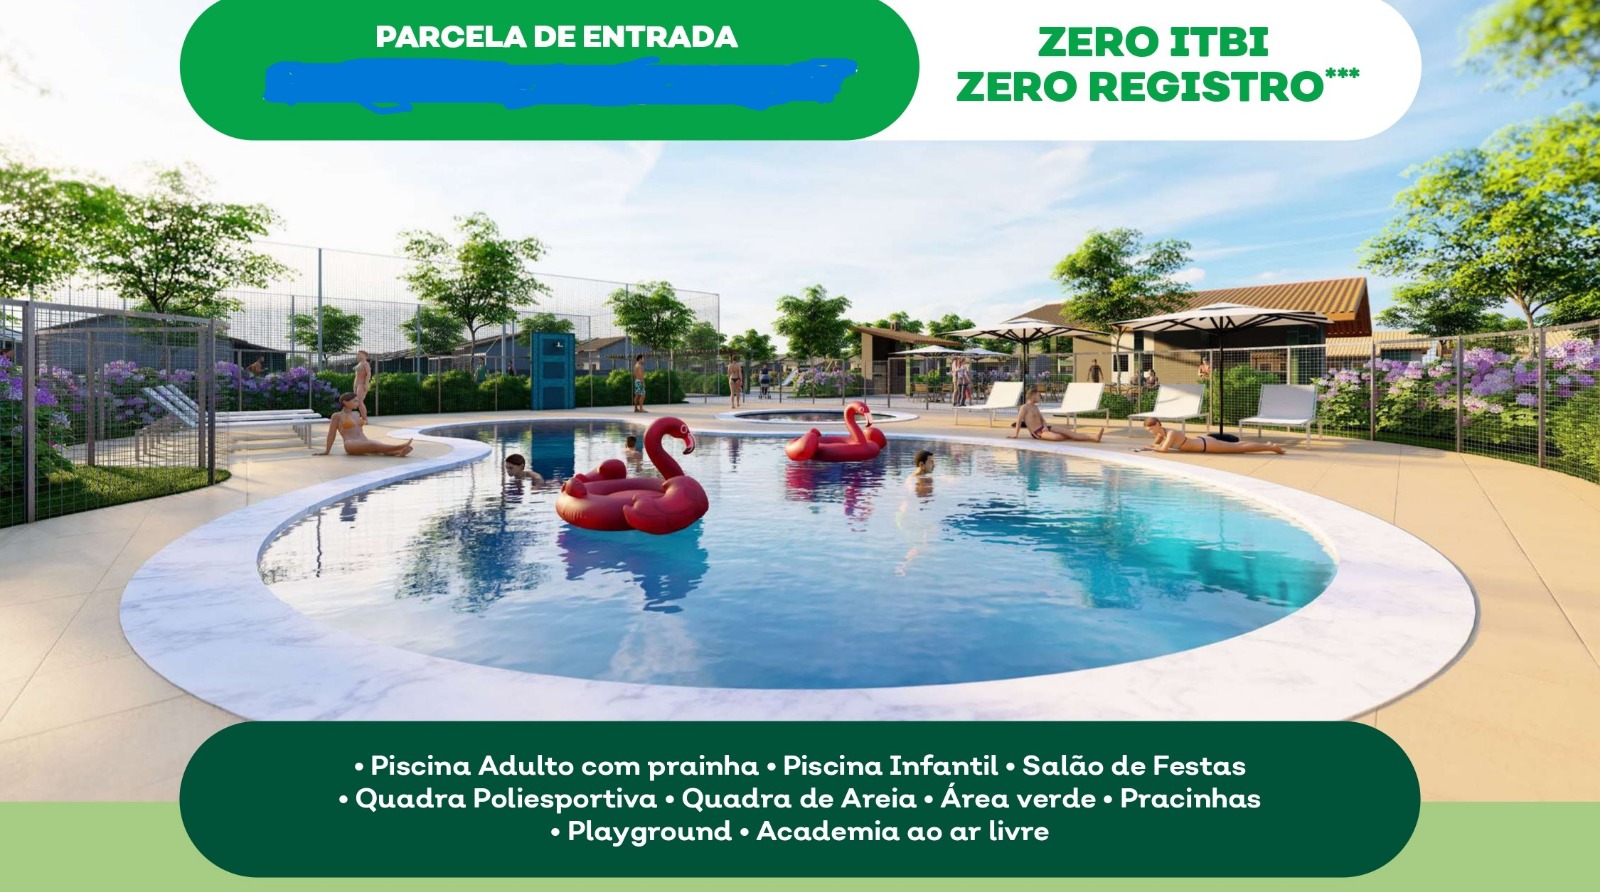 PARCELA DE ENTRADA
ZERO ITBI
ZERO REGISTRO***
• Piscina Adulto com prainha • Piscina Infantil • Salão de Festas
• Quadra Poliesportiva • Quadra de Areia • Área verde • Pracinhas
• Playground • Academia ao ar livre